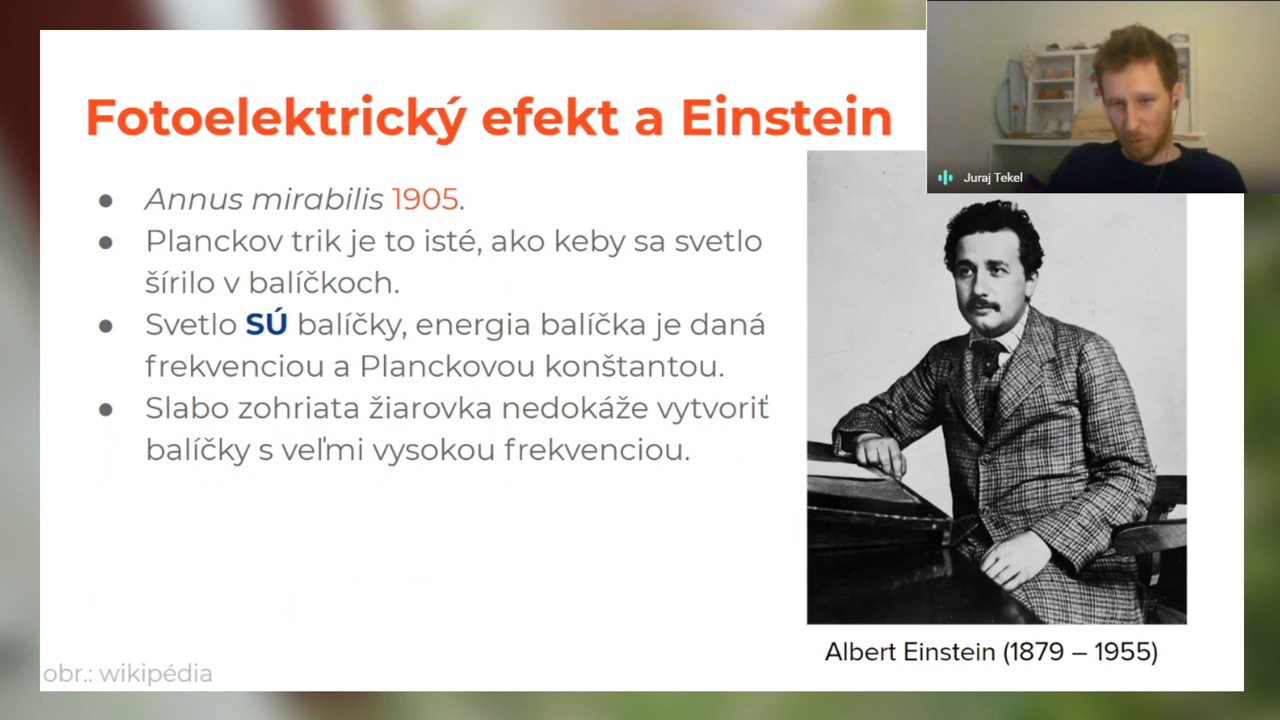 Fotoelektrický efekt a Einstein
Juraj Tekel
● Annus mirabilis 1905.
● Planckov trik je to isté, ako keby sa svetlo
šírilo v balíčkoch.
● Svetlo SÚ balíčky, energia balíčka je daná
frekvenciou a Planckovou konštantou.
● Slabo zohriata žiarovka nedokáže vytvoriť
balíčky s veľmi vysokou frekvenciou.
Albert Einstein (1879 – 1955)
obr.: wikipédia